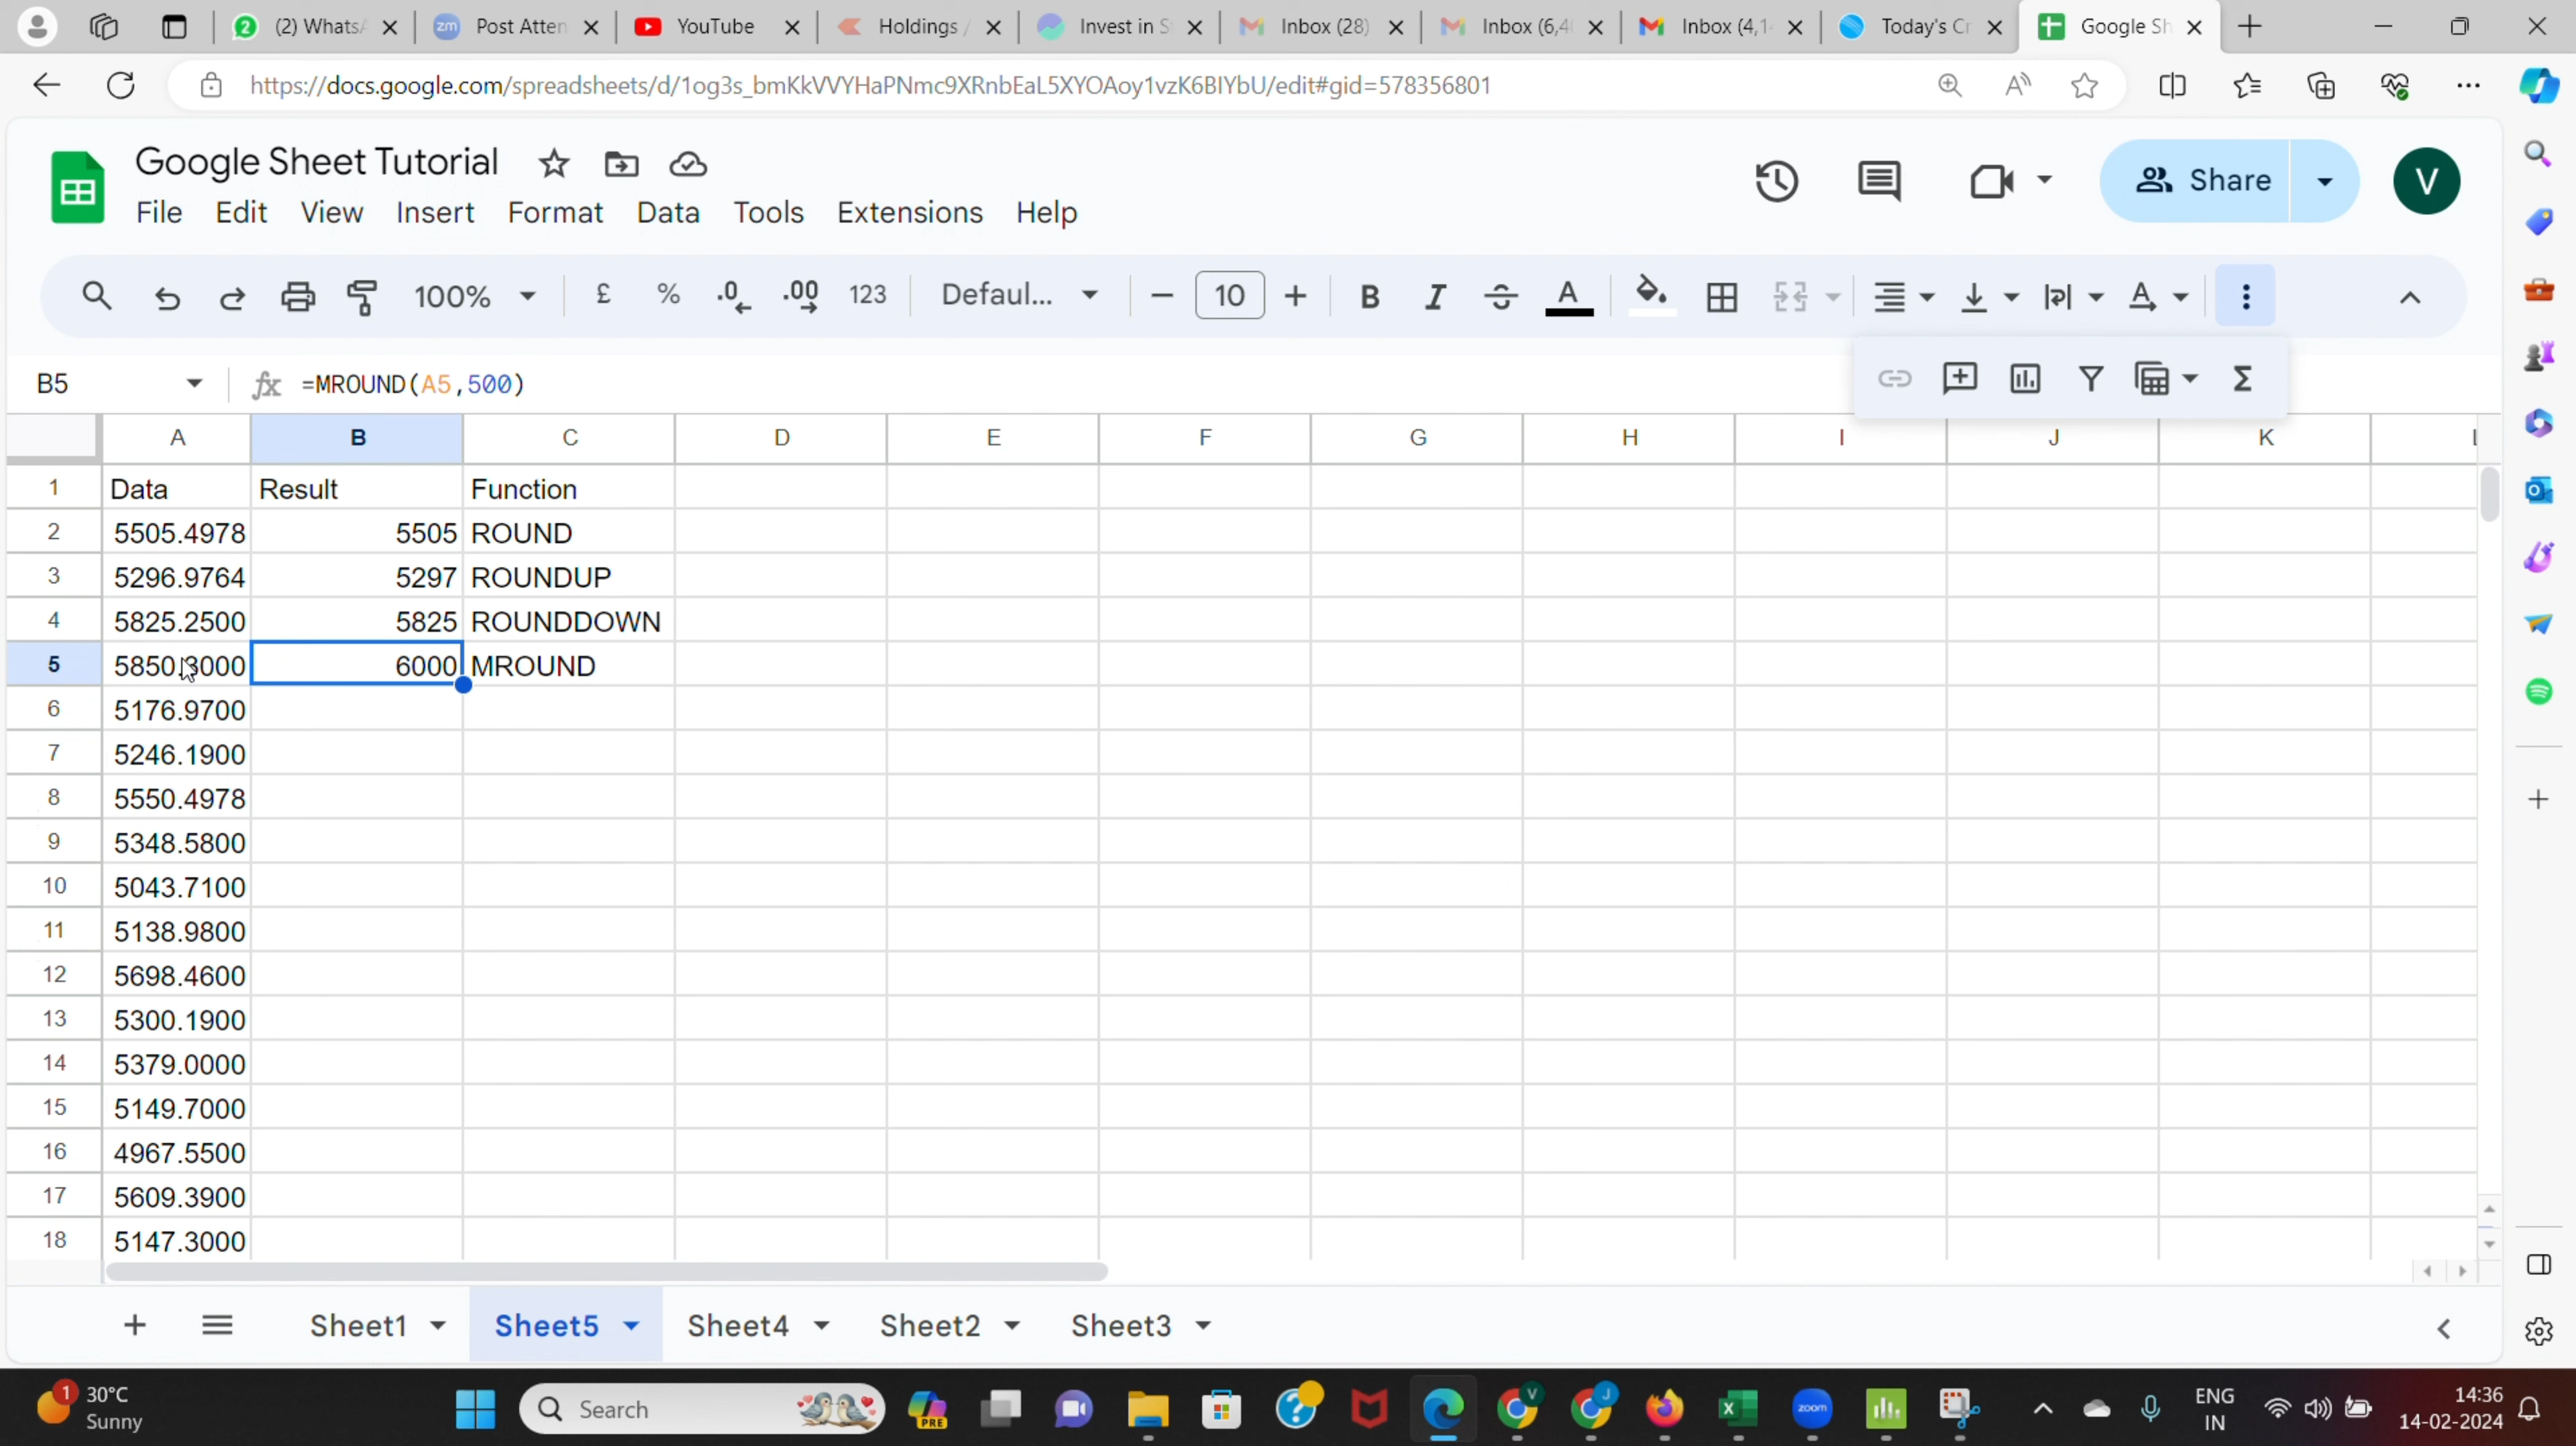 (2) WhatsA
Post Atten
YouTube
Holdings /
Invest in S
Inbox (28)
Inbox (6,4
Inbox (4,1
Today's Cr
Google Sh
https://docs.google.com/spreadsheets/d/1og3s_bmKkVVYHaPNmc9XRnbEaL5XYOAoy1vzK6BIYbU/edit#gid=578356801
Google Sheet Tutorial
File Edit View Insert Format Data Tools Extensions Help
Share
V
100% £ % .0 .00 123 Defaul... 10 B I A
B5 fx =MROUND(A5,500)
A B C D E F G H I J K
1 Data Result Function
2 5505.4978 5505 ROUND
3 5296.9764 5297 ROUNDUP
4 5825.2500 5825 ROUNDDOWN
5 5850.3000 6000 MROUND
6 5176.9700
7 5246.1900
8 5550.4978
9 5348.5800
10 5043.7100
11 5138.9800
12 5698.4600
13 5300.1900
14 5379.0000
15 5149.7000
16 4967.5500
17 5609.3900
18 5147.3000
Sheet1 Sheet5 Sheet4 Sheet2 Sheet3
1 30°C
Sunny
Search
PRE
zoom
ENG
IN
14:36
14-02-2024